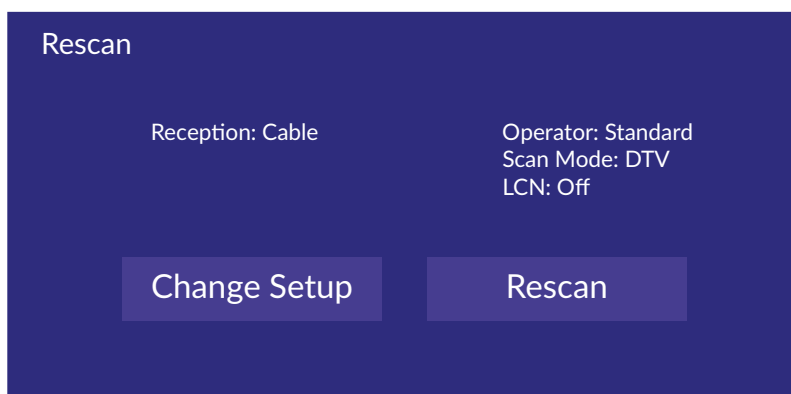 Rescan
Reception: Cable
Operator: Standard
Scan Mode: DTV
LCN: Off
Change Setup
Rescan